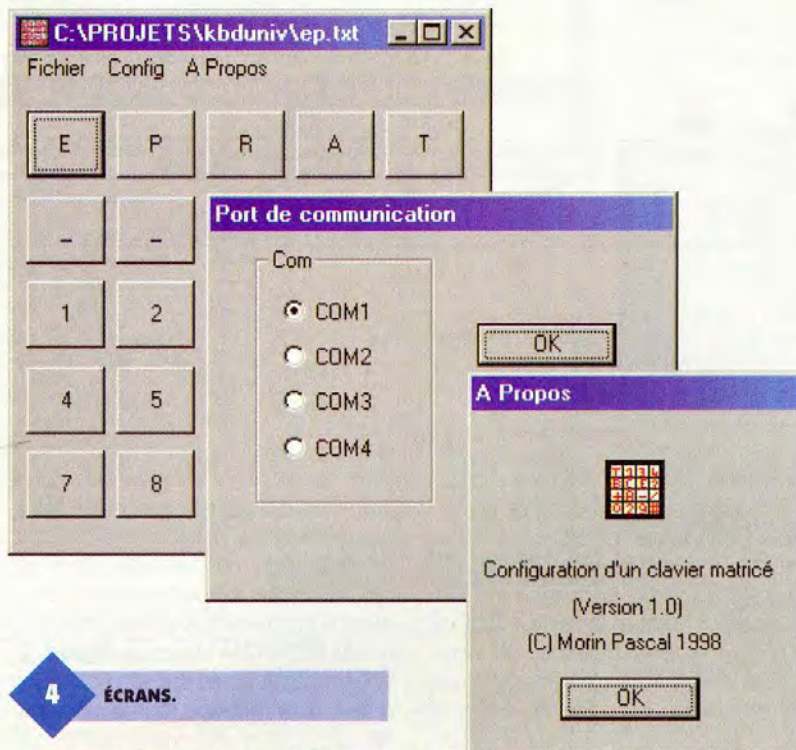 C:\PROJETS\kbduniv\ep.txt
Fichier Config A Propos
E P R A T
- -
1 2
4 5
7 8
Port de communication
Com
COM1
COM2
COM3
COM4
OK
A Propos
Configuration d'un clavier matricé
(Version 1.0)
(C) Morin Pascal 1998
OK
4 ÉCRANS.